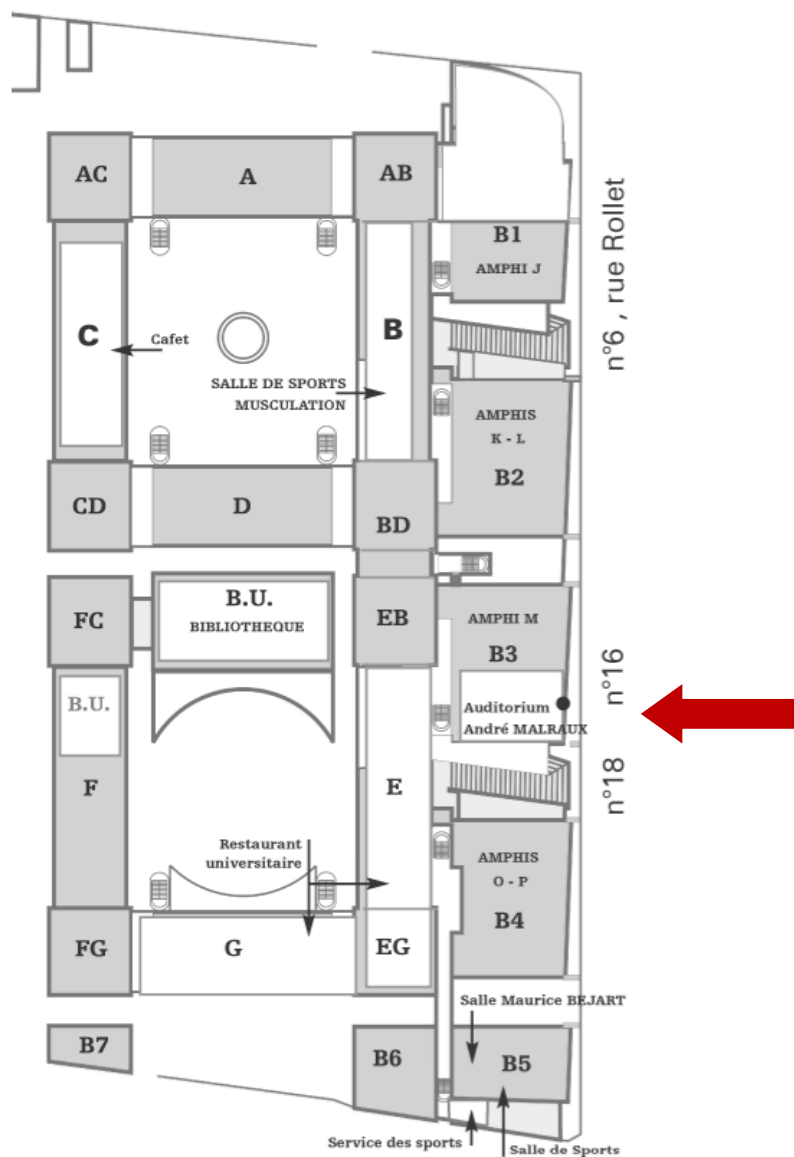 AC
A
AB
B1
AMPHI J
n°6 , rue Rollet
C
Cafet
B
SALLE DE SPORTS
MUSCULATION
AMPHIS
K - L
B2
CD
D
BD
FC
B.U.
BIBLIOTHEQUE
EB
AMPHI M
B3
n°16
B.U.
Auditorium
André MALRAUX
n°18
F
E
Restaurant
universitaire
AMPHIS
O - P
B4
FG
G
EG
Salle Maurice BEJART
B7
B6
B5
Service des sports
Salle de Sports